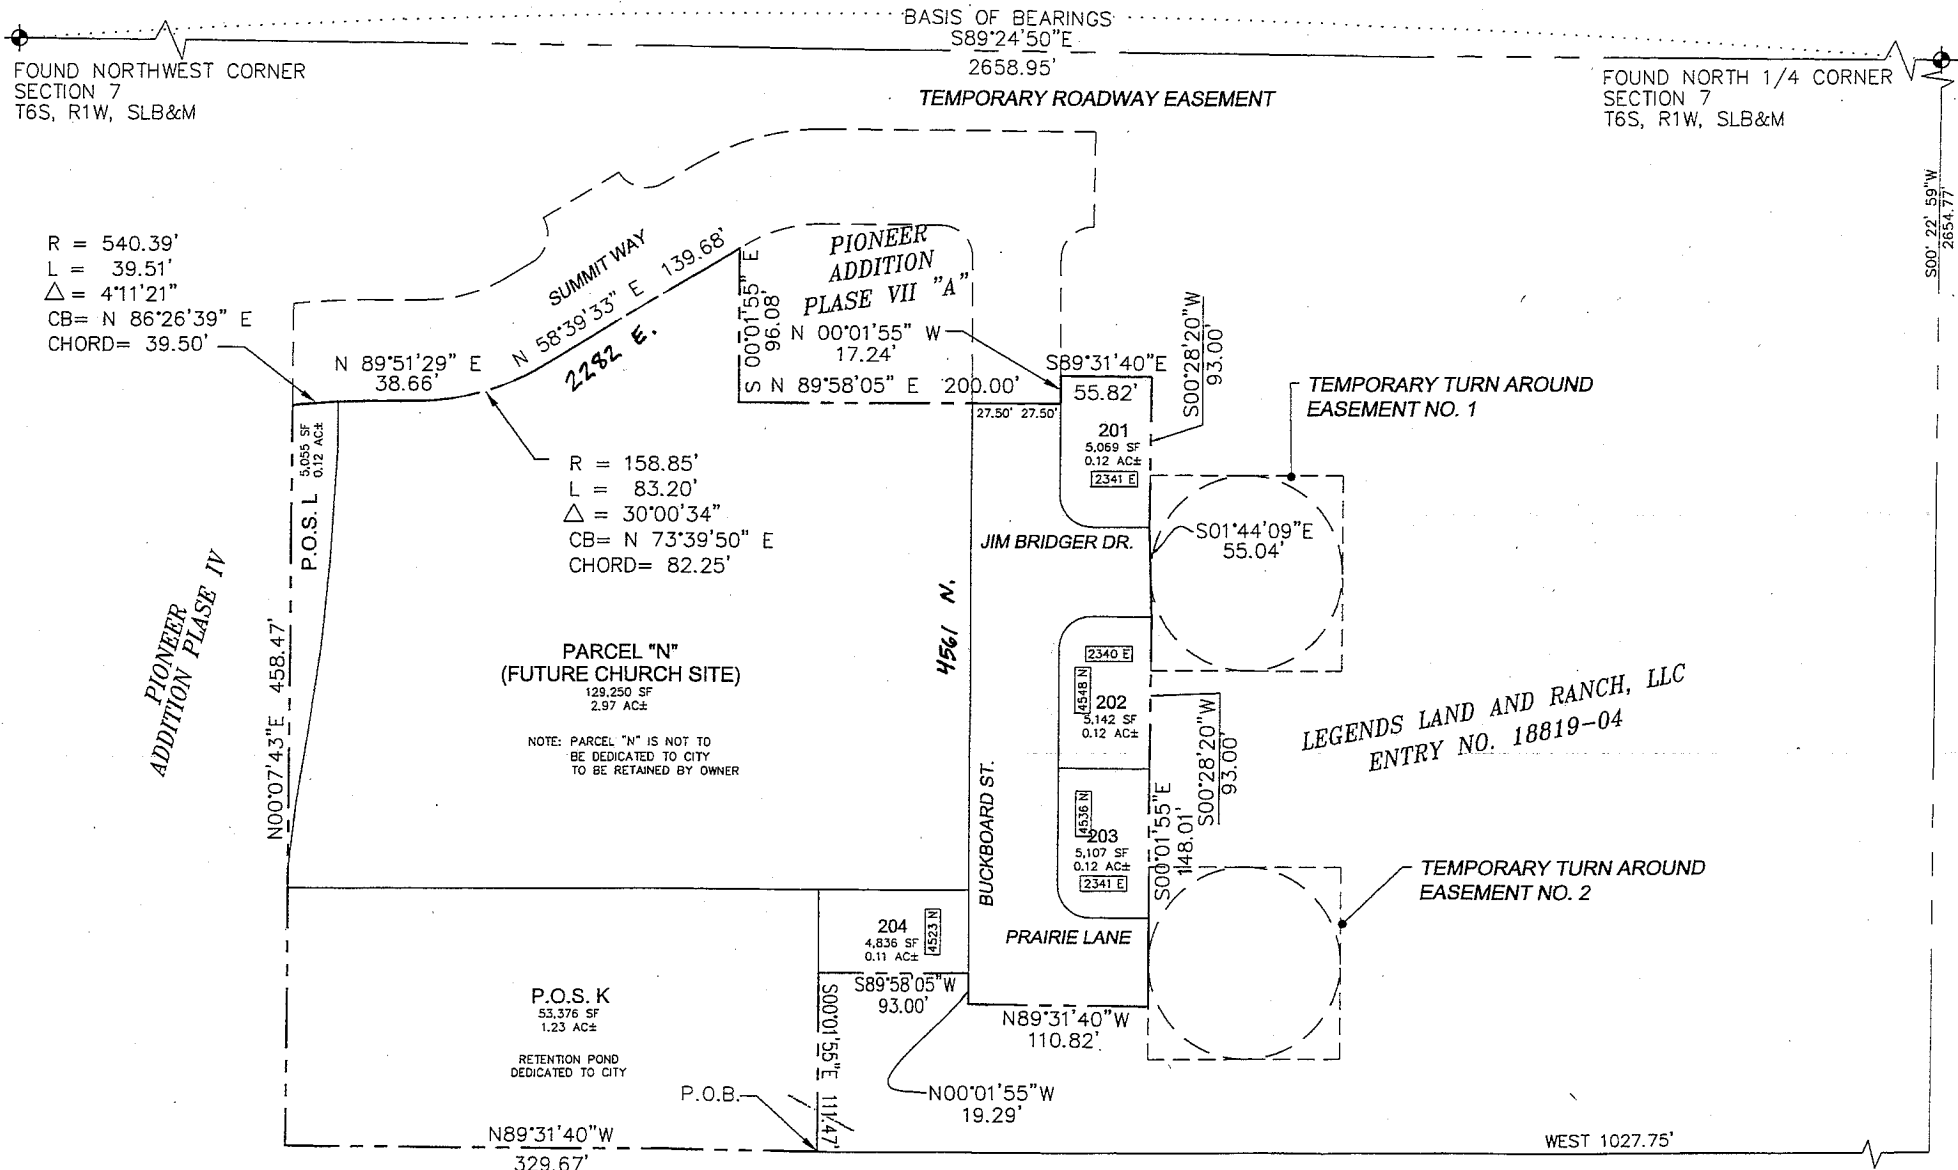 BASIS OF BEARINGS
S89°24'50"E
2658.95'
FOUND NORTHWEST CORNER
SECTION 7
T6S, R1W, SLB&M
FOUND NORTH 1/4 CORNER
SECTION 7
T6S, R1W, SLB&M
TEMPORARY ROADWAY EASEMENT
S00° 22' 59"W
2654.77'
R = 540.39'
L = 39.51'
△ = 4°11'21"
CB= N 86°26'39" E
CHORD= 39.50'
SUMMIT WAY
N 89°51'29" E
38.66'
N 58°39'33" E 139.68'
2282 E.
S 00°01'55" E
96.08'
PIONEER
ADDITION
PLASE VII "A"
N 00°01'55" W
17.24'
S N 89°58'05" E 200.00'
27.50' 27.50'
S89°31'40"E
55.82'
S00°28'20"W
93.00'
201
5,069 SF
0.12 AC±
2341 E
TEMPORARY TURN AROUND
EASEMENT NO. 1
5,055 SF
0.12 AC±
P.O.S. L
R = 158.85'
L = 83.20'
△ = 30°00'34"
CB= N 73°39'50" E
CHORD= 82.25'
JIM BRIDGER DR.
S01°44'09"E
55.04'
PIONEER
ADDITION PLASE IV
N00°07'43"E 458.47'
PARCEL "N"
(FUTURE CHURCH SITE)
129,250 SF
2.97 AC±
NOTE: PARCEL "N" IS NOT TO
BE DEDICATED TO CITY
TO BE RETAINED BY OWNER
4561 N.
BUCKBOARD ST.
2340 E
4548 N
202
5,142 SF
0.12 AC±
S00°28'20"W
93.00'
LEGENDS LAND AND RANCH, LLC
ENTRY NO. 18819-04
4536 N
203
5,107 SF
0.12 AC±
2341 E
S00°01'55"E
148.01'
TEMPORARY TURN AROUND
EASEMENT NO. 2
204
4,836 SF
0.11 AC±
4523 N
PRAIRIE LANE
S89°58'05"W
93.00'
N89°31'40"W
110.82'
P.O.S. K
53,376 SF
1.23 AC±
RETENTION POND
DEDICATED TO CITY
S00°01'55"E 111.47'
P.O.B.
N00°01'55"W
19.29'
N89°31'40"W
329.67'
WEST 1027.75'